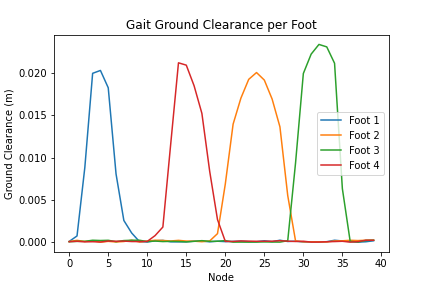 Gait Ground Clearance per Foot
Ground Clearance (m)
0.020
0.015
0.010
0.005
0.000
Foot 1
Foot 2
Foot 3
Foot 4
0 5 10 15 20 25 30 35 40
Node